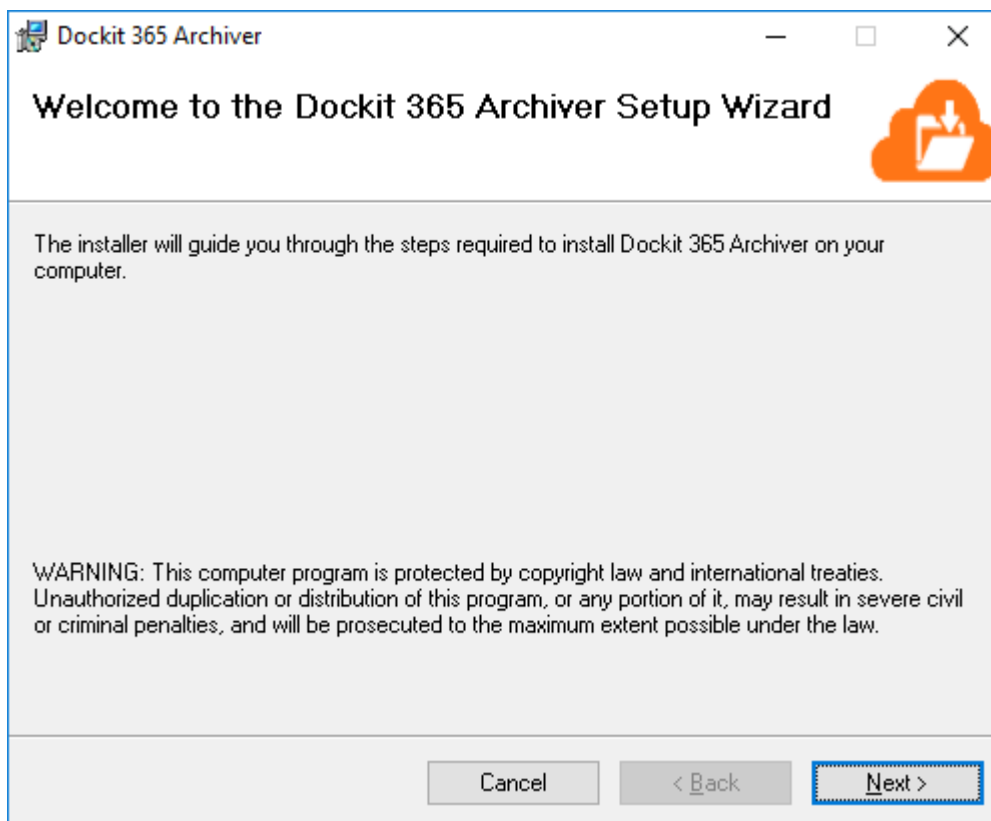 Dockit 365 Archiver
Welcome to the Dockit 365 Archiver Setup Wizard
The installer will guide you through the steps required to install Dockit 365 Archiver on your
computer.
WARNING: This computer program is protected by copyright law and international treaties.
Unauthorized duplication or distribution of this program, or any portion of it, may result in severe civil
or criminal penalties, and will be prosecuted to the maximum extent possible under the law.
Cancel < Back Next >